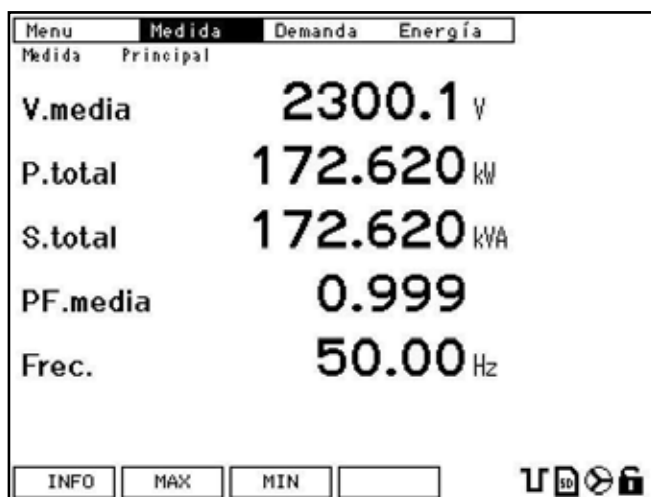 Menu Medida Demanda Energía
Medida Principal
V.media 2300.1 V
P.total 172.620 kW
S.total 172.620 kVA
PF.media 0.999
Frec. 50.00 Hz
INFO MAX MIN SD